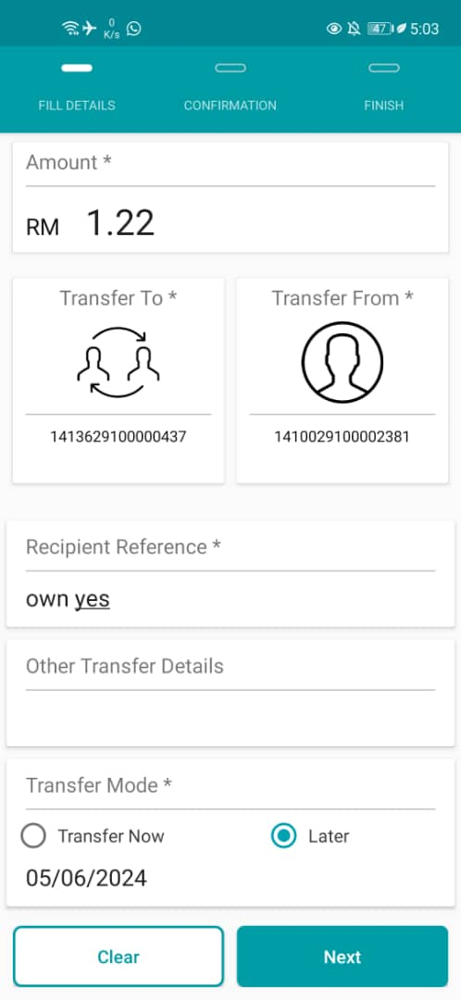 0 K/s 47 5:03
FILL DETAILS CONFIRMATION FINISH
Amount *
RM 1.22
Transfer To * Transfer From *
1413629100000437 1410029100002381
Recipient Reference *
own yes
Other Transfer Details
Transfer Mode *
Transfer Now Later
05/06/2024
Clear Next